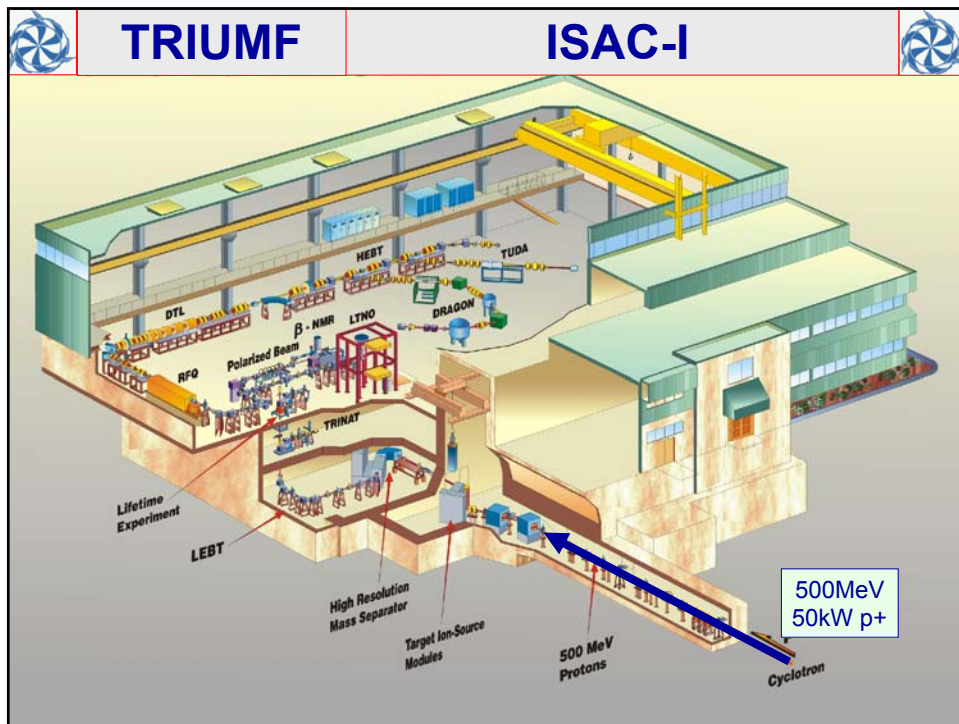 TRIUMF
ISAC-I
HEBT
TUDA
DTL
DRAGON
β - NMR
LTNO
Polarized Beam
RFQ
TRINAT
Lifetime
Experiment
LEBT
High Resolution
Mass Separator
Target Ion-Source
Modules
500 MeV
Protons
500MeV
50kW p+
Cyclotron